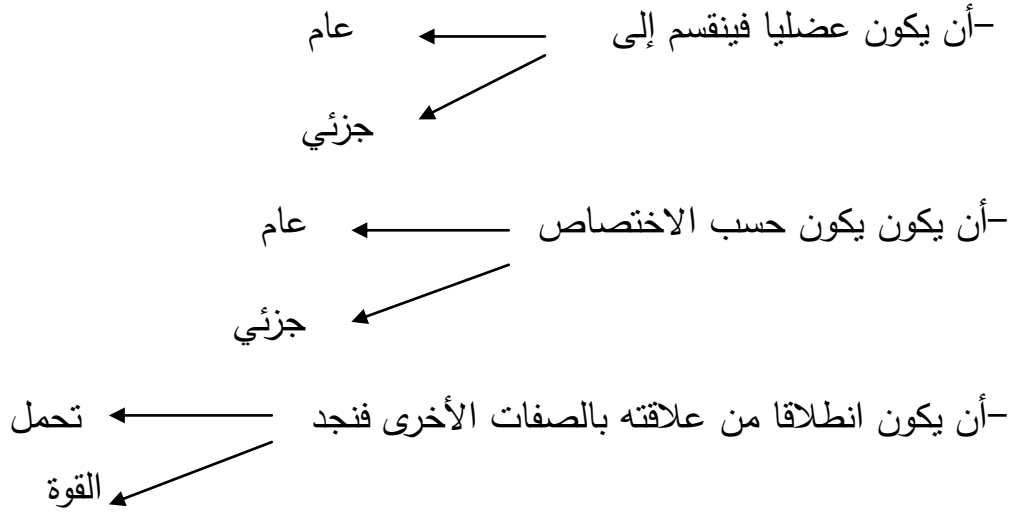 -أن يكون عضليا فينقسم إلى عام
جزئي
-أن يكون يكون حسب الاختصاص عام
جزئي
-أن يكون انطلاقا من علاقته بالصفات الأخرى فنجد تحمل
القوة